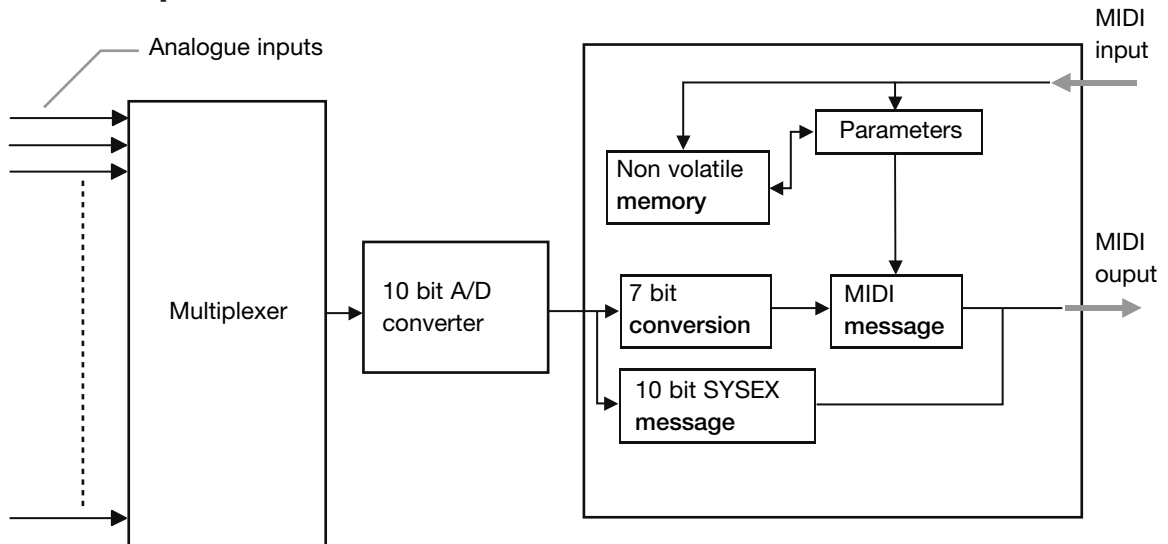 Analogue inputs
MIDI
input
Parameters
Non volatile
memory
MIDI
ouput
Multiplexer
10 bit A/D
converter
7 bit
conversion
MIDI
message
10 bit SYSEX
message